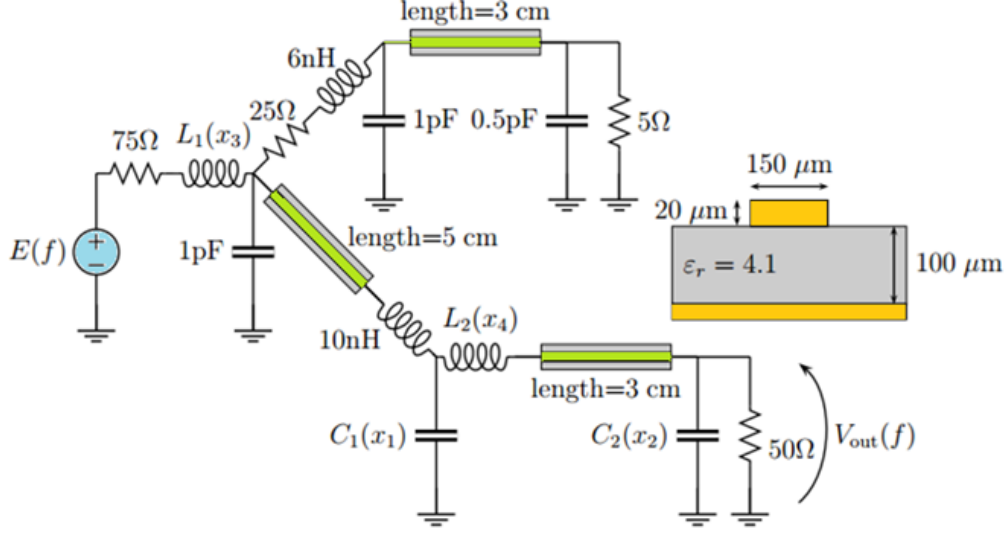 length=3 cm
6nH
25Ω
1pF
0.5pF
5Ω
75Ω
L₁(x₃)
150 μm
20 μm
E(f)
+
−
1pF
length=5 cm
εᵣ = 4.1
100 μm
10nH
L₂(x₄)
length=3 cm
C₁(x₁)
C₂(x₂)
50Ω
Vout(f)